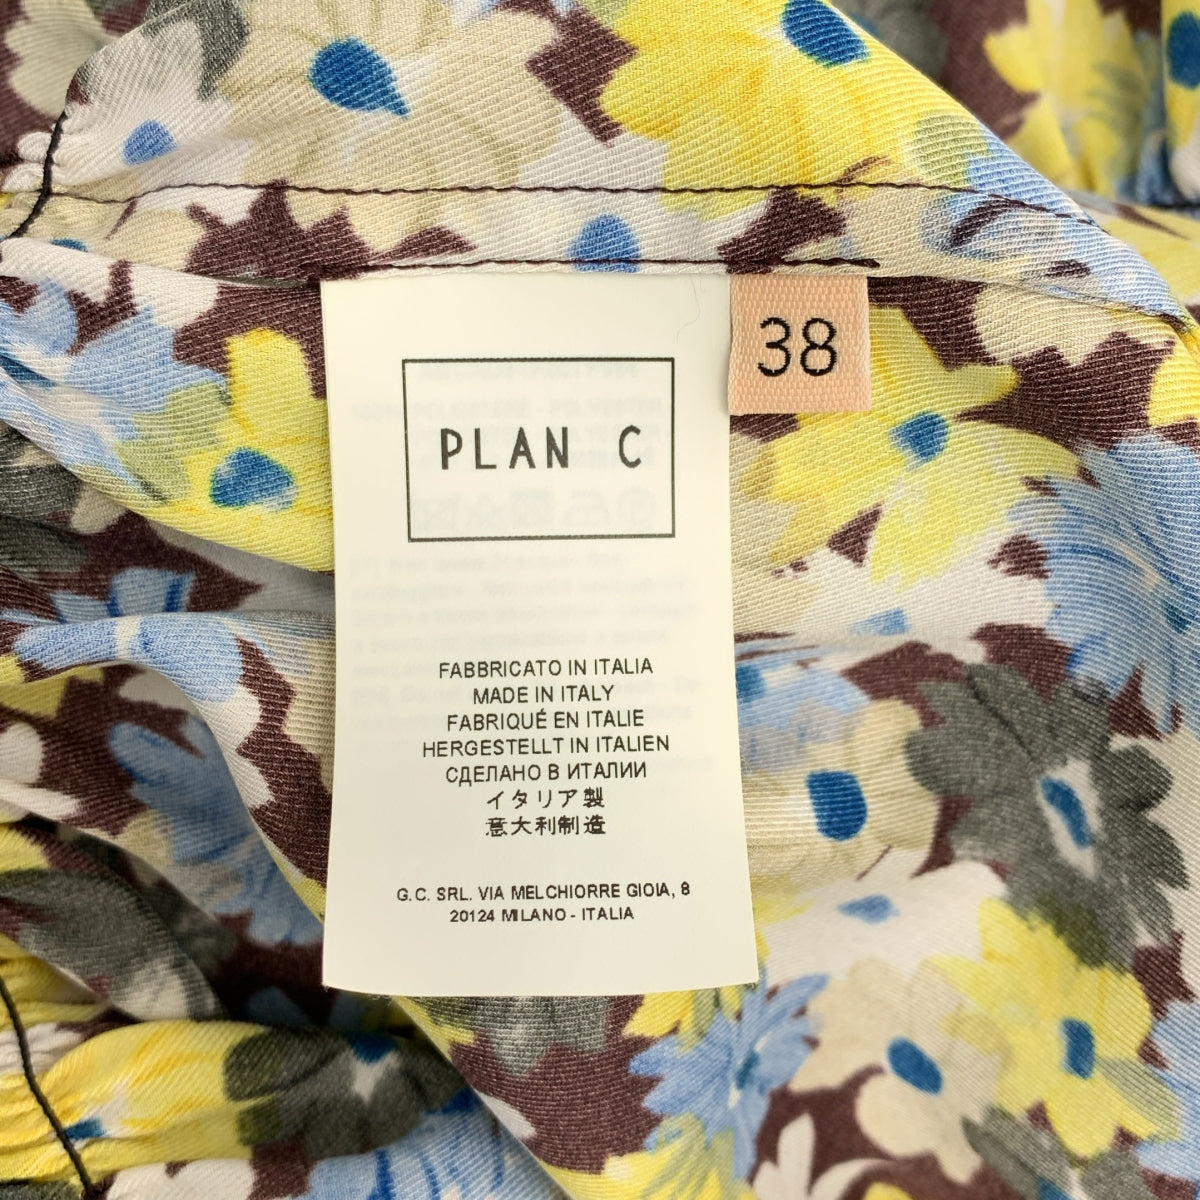 38
PLAN C
FABBRICATO IN ITALIA
MADE IN ITALY
FABRIQUÉ EN ITALIE
HERGESTELLT IN ITALIEN
СДЕЛАНО В ИТАЛИИ
イタリア製
意大利制造
G.C. SRL. VIA MELCHIORRE GIOIA, 8
20124 MILANO - ITALIA